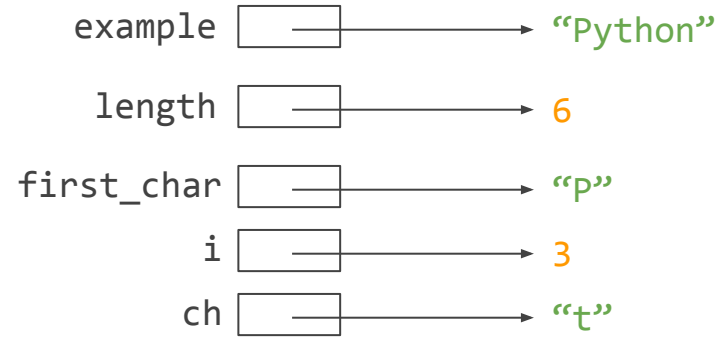 example “Python”
length 6
first_char “P”
i 3
ch “t”